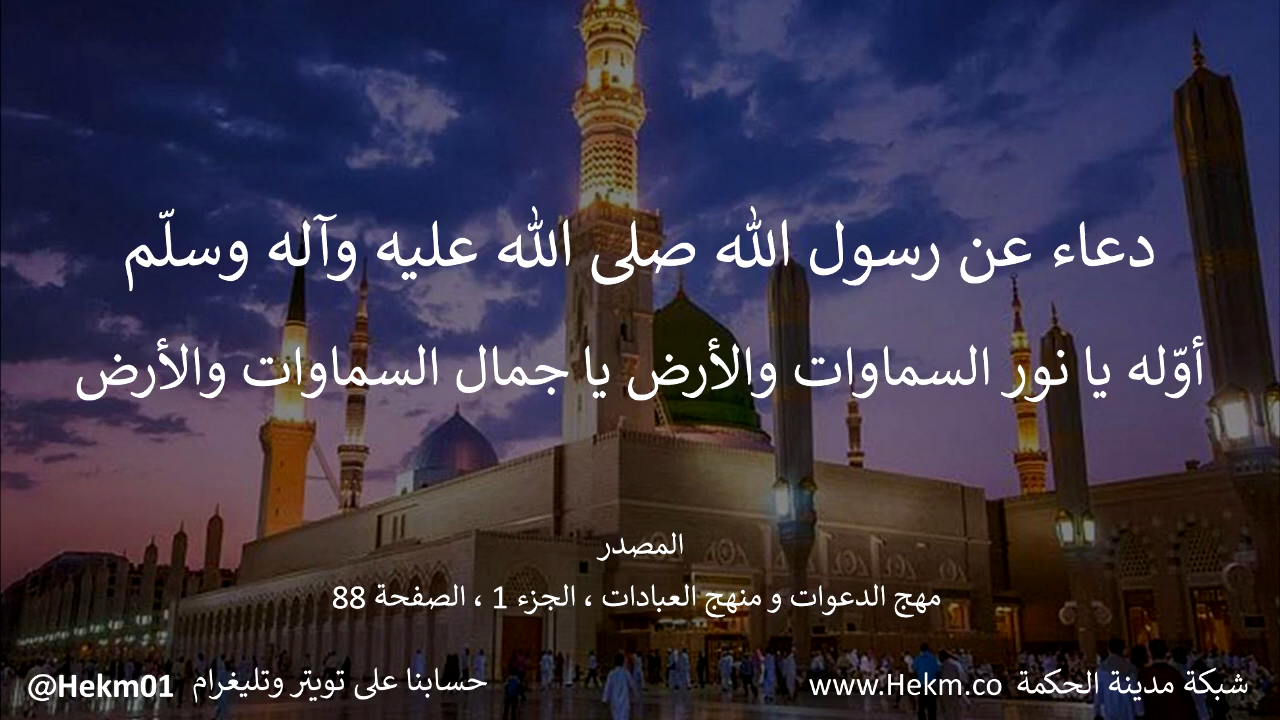 دعاء عن رسول الله صلى الله عليه وآله وسلّم
أوّله يا نور السماوات والأرض يا جمال السماوات والأرض
المصدر
مهج الدعوات و منهج العبادات ، الجزء 1 ، الصفحة 88
شبكة مدينة الحكمة www.Hekm.co
حسابنا على تويتر وتليغرام @Hekm01